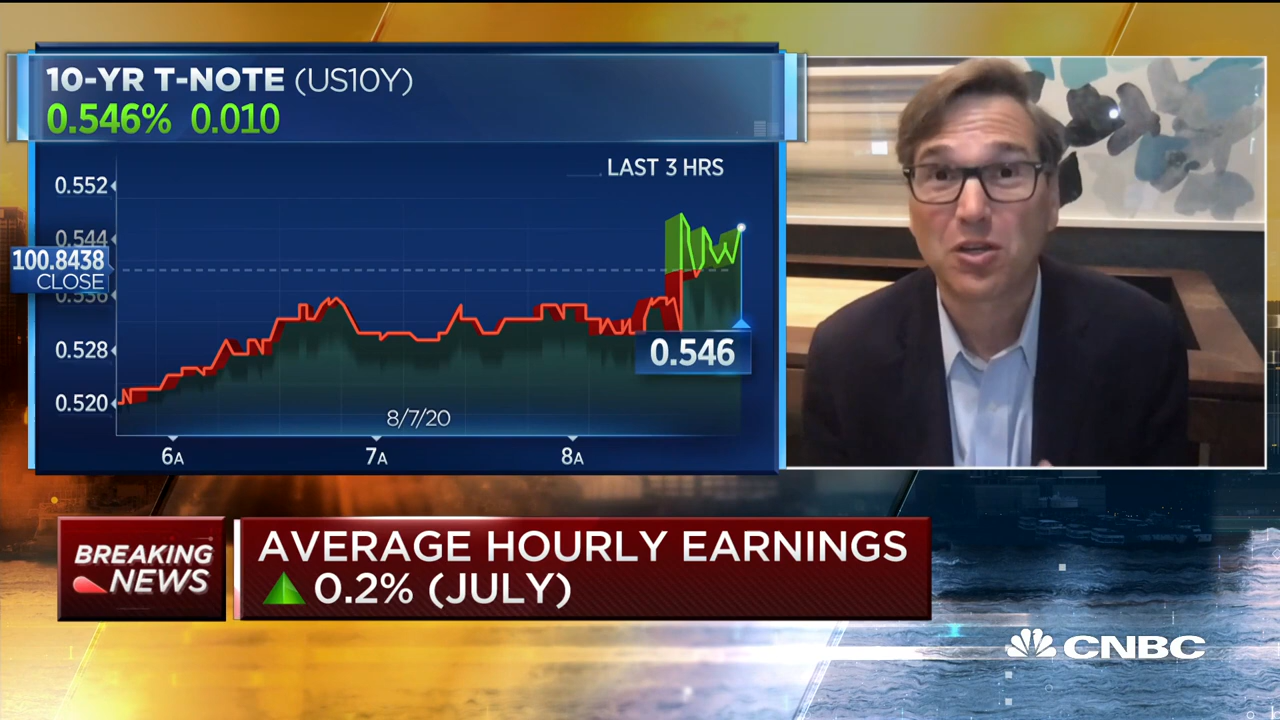 10-YR T-NOTE (US10Y)
0.546% 0.010
LAST 3 HRS
0.552
0.544
100.8438
CLOSE
0.536
0.528
0.520
0.546
8/7/20
6A
7A
8A
BREAKING
NEWS
AVERAGE HOURLY EARNINGS
0.2% (JULY)
CNBC